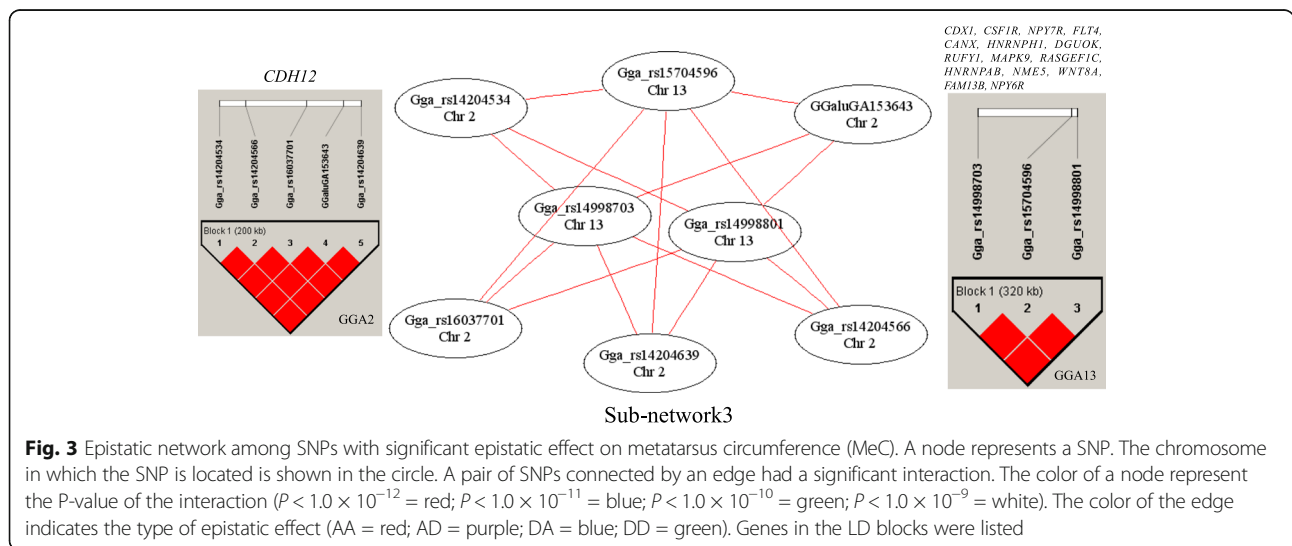 CDH12
Gga_rs14204534
Gga_rs14204566
Gga_rs16037701
GGaluGA153643
Gga_rs14204639
Block 1 (200 kb)
1 2 3 4 5
GGA2
Gga_rs15704596
Chr 13
Gga_rs14204534
Chr 2
GGaluGA153643
Chr 2
Gga_rs14998703
Chr 13
Gga_rs14998801
Chr 13
Gga_rs16037701
Chr 2
Gga_rs14204566
Chr 2
Gga_rs14204639
Chr 2
Sub-network3
CDX1, CSF1R, NPY7R, FLT4,
CANX, HNRNPH1, DGUOK,
RUFY1, MAPK9, RASGEF1C,
HNRNPAB, NME5, WNT8A,
FAM13B, NPY6R
Gga_rs14998703
Gga_rs15704596
Gga_rs14998801
Block 1 (320 kb)
1 2 3
GGA13
Fig. 3 Epistatic network among SNPs with significant epistatic effect on metatarsus circumference (MeC). A node represents a SNP. The chromosome
in which the SNP is located is shown in the circle. A pair of SNPs connected by an edge had a significant interaction. The color of a node represent
the P-value of the interaction (P < 1.0 × 10⁻¹² = red; P < 1.0 × 10⁻¹¹ = blue; P < 1.0 × 10⁻¹⁰ = green; P < 1.0 × 10⁻⁹ = white). The color of the edge
indicates the type of epistatic effect (AA = red; AD = purple; DA = blue; DD = green). Genes in the LD blocks were listed